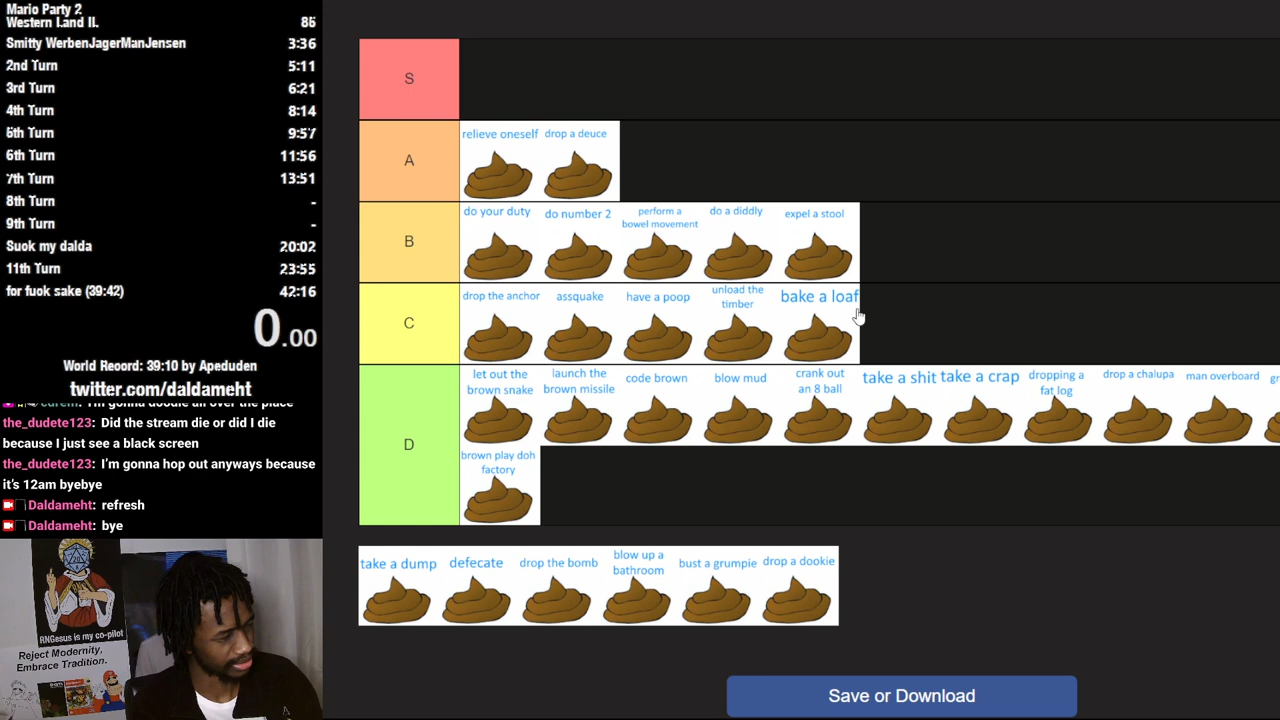 Mario Party 2
Western Land II. 85
Smitty WerbenJagerManJensen 3:36
2nd Turn 5:11
3rd Turn 6:21
4th Turn 8:14
5th Turn 9:57
6th Turn 11:56
7th Turn 13:51
8th Turn -
9th Turn -
Suok my dalda 20:02
11th Turn 23:55
for fuok sake (39:42) 42:16
0.00
World Reoord: 39:10 by Apeduden
twitter.com/daldameht
I'm gonna doodle all over the place
the_dudete123: Did the stream die or did I die
because I just see a black screen
the_dudete123: I'm gonna hop out anyways because
it's 12am byebye
Daldameht: refresh
Daldameht: bye
RNGesus is my co-pilot
Reject Modernity,
Embrace Tradition.
S
A
relieve oneself
drop a deuce
B
do your duty
do number 2
perform a
bowel movement
do a diddly
expel a stool
C
drop the anchor
assquake
have a poop
unload the
timber
bake a loaf
D
let out the
brown snake
launch the
brown missile
code brown
blow mud
crank out
an 8 ball
take a shit
take a crap
dropping a
fat log
drop a chalupa
man overboard
brown play doh
factory
take a dump
defecate
drop the bomb
blow up a
bathroom
bust a grumpie
drop a dookie
Save or Download